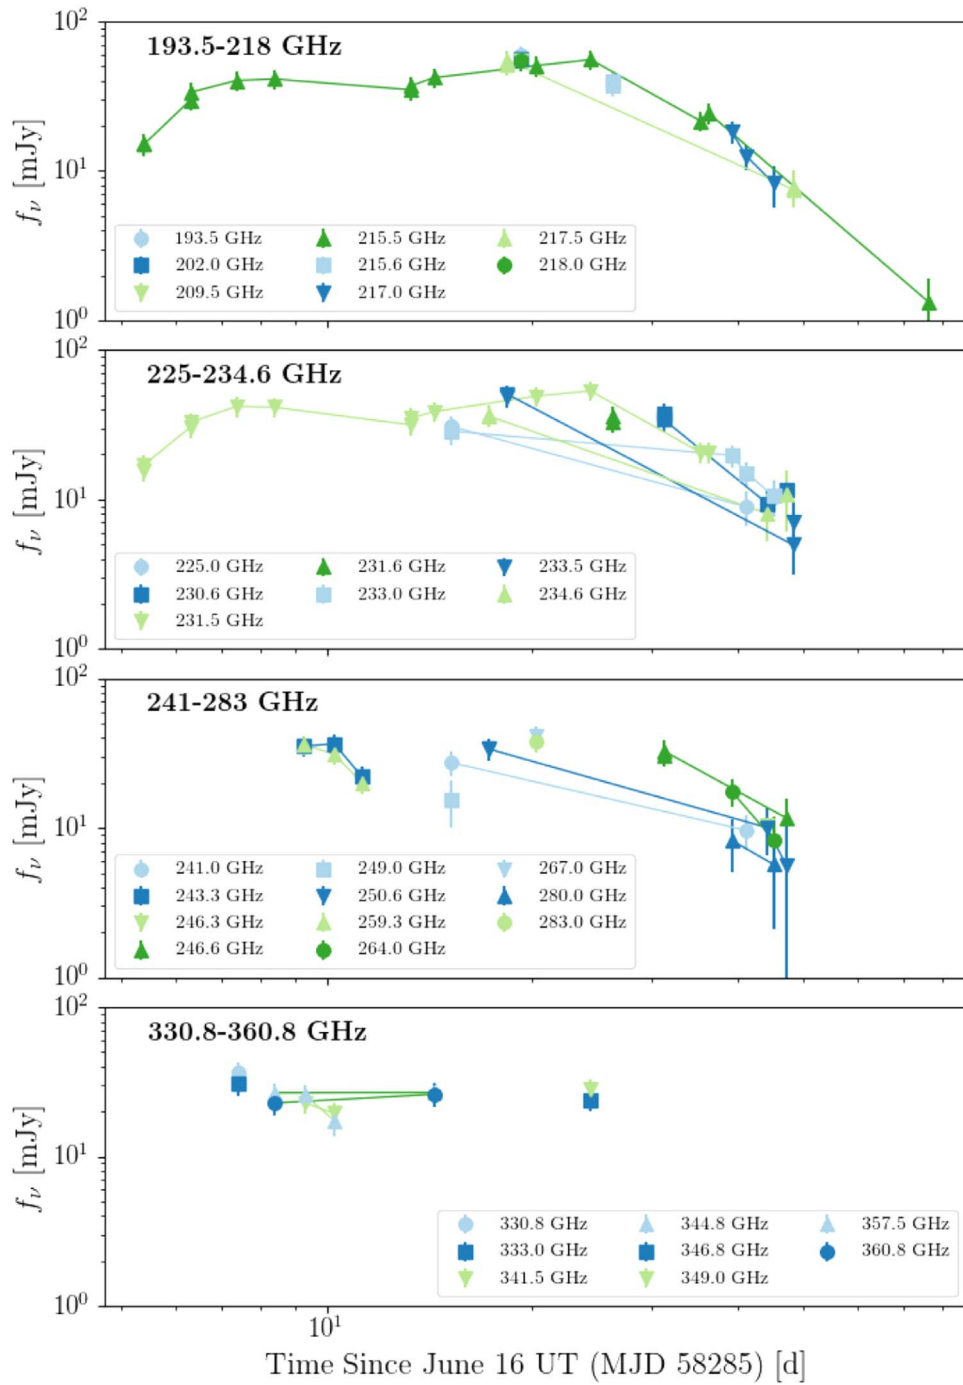 10²
193.5-218 GHz
10¹
f_ν [mJy]
193.5 GHz 215.5 GHz 217.5 GHz
202.0 GHz 215.6 GHz 218.0 GHz
209.5 GHz 217.0 GHz
10⁰
10²
225-234.6 GHz
10¹
f_ν [mJy]
225.0 GHz 231.6 GHz 233.5 GHz
230.6 GHz 233.0 GHz 234.6 GHz
231.5 GHz
10⁰
10²
241-283 GHz
10¹
f_ν [mJy]
241.0 GHz 249.0 GHz 267.0 GHz
243.3 GHz 250.6 GHz 280.0 GHz
246.3 GHz 259.3 GHz 283.0 GHz
246.6 GHz 264.0 GHz
10⁰
10²
330.8-360.8 GHz
10¹
f_ν [mJy]
330.8 GHz 344.8 GHz 357.5 GHz
333.0 GHz 346.8 GHz 360.8 GHz
341.5 GHz 349.0 GHz
10⁰
10¹
Time Since June 16 UT (MJD 58285) [d]